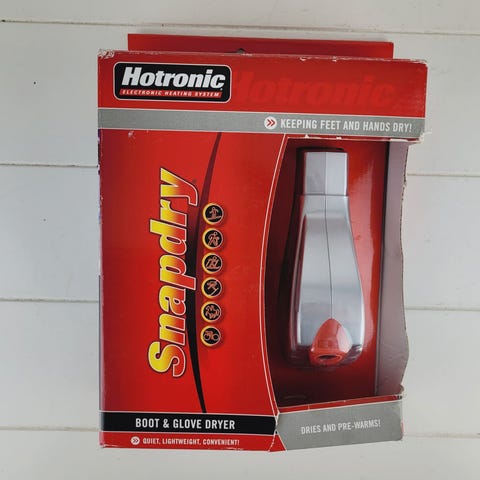 Hotronic
Hotronic
ELECTRONIC HEATING SYSTEM
KEEPING FEET AND HANDS DRY!
Snapdry
BOOT & GLOVE DRYER
DRIES AND PRE-WARMS!
QUIET, LIGHTWEIGHT, CONVENIENT!